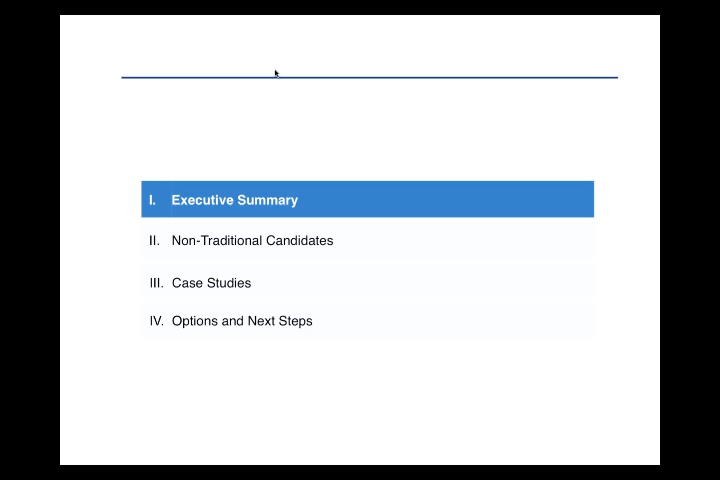 I. Executive Summary
II. Non-Traditional Candidates
III. Case Studies
IV. Options and Next Steps